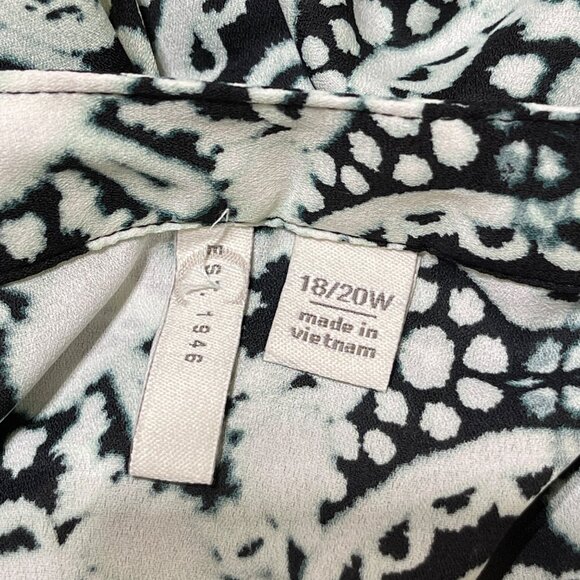 EST. 1946
18/20W
made in
vietnam